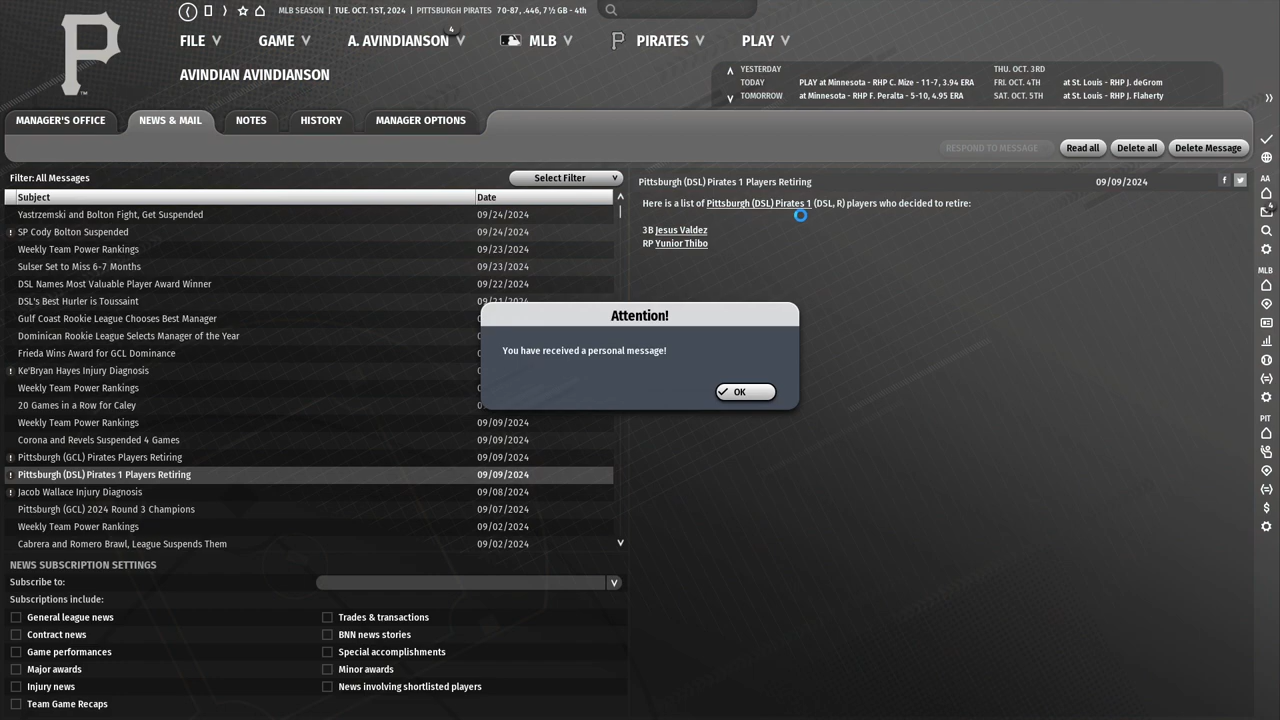 MLB SEASON | TUE. OCT. 1ST, 2024 | PITTSBURGH PIRATES 70-87, .446, 7½ GB - 4th
FILE GAME A. AVINDIANSON 4 MLB PIRATES PLAY
AVINDIAN AVINDIANSON
YESTERDAY THU. OCT. 3RD
TODAY PLAY at Minnesota - RHP C. Mize - 11-7, 3.94 ERA FRI. OCT. 4TH at St. Louis - RHP J. deGrom
TOMORROW at Minnesota - RHP F. Peralta - 5-10, 4.95 ERA SAT. OCT. 5TH at St. Louis - RHP J. Flaherty
MANAGER'S OFFICE NEWS & MAIL NOTES HISTORY MANAGER OPTIONS
RESPOND TO MESSAGE Read all Delete all Delete Message
Filter: All Messages Select Filter
Subject Date
Yastrzemski and Bolton Fight, Get Suspended 09/24/2024
! SP Cody Bolton Suspended 09/24/2024
Weekly Team Power Rankings 09/23/2024
Sulser Set to Miss 6-7 Months 09/23/2024
DSL Names Most Valuable Player Award Winner 09/22/2024
DSL's Best Hurler is Toussaint 09/21/2024
Gulf Coast Rookie League Chooses Best Manager
Dominican Rookie League Selects Manager of the Year
Frieda Wins Award for GCL Dominance
! Ke'Bryan Hayes Injury Diagnosis
Weekly Team Power Rankings
20 Games in a Row for Caley
Weekly Team Power Rankings 09/09/2024
Corona and Revels Suspended 4 Games 09/09/2024
! Pittsburgh (GCL) Pirates Players Retiring 09/09/2024
! Pittsburgh (DSL) Pirates 1 Players Retiring 09/09/2024
! Jacob Wallace Injury Diagnosis 09/08/2024
Pittsburgh (GCL) 2024 Round 3 Champions 09/07/2024
Weekly Team Power Rankings 09/02/2024
Cabrera and Romero Brawl, League Suspends Them 09/02/2024
NEWS SUBSCRIPTION SETTINGS
Subscribe to:
Subscriptions include:
General league news Trades & transactions
Contract news BNN news stories
Game performances Special accomplishments
Major awards Minor awards
Injury news News involving shortlisted players
Team Game Recaps
Pittsburgh (DSL) Pirates 1 Players Retiring 09/09/2024
Here is a list of Pittsburgh (DSL) Pirates 1 (DSL, R) players who decided to retire:
3B Jesus Valdez
RP Yunior Thibo
Attention!
You have received a personal message!
OK
AA
4
MLB
PIT
$